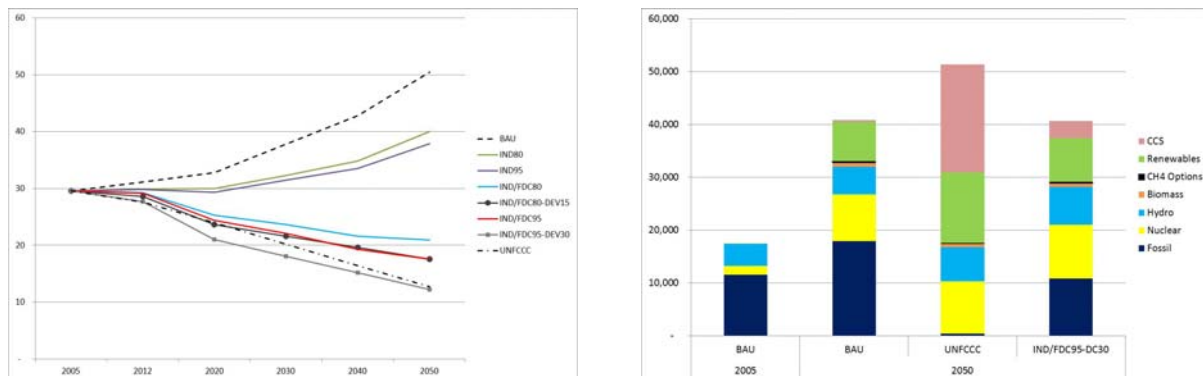 60
50
40
30
20
10
-
2005 2012 2020 2030 2040 2050
BAU
IND80
IND95
IND/FDC80
IND/FDC80-DEV15
IND/FDC95
IND/FDC95-DEV30
UNFCCC
60,000
50,000
40,000
30,000
20,000
10,000
-
BAU BAU UNFCCC IND/FDC95-DC30
2005 2050
CCS
Renewables
CH4 Options
Biomass
Hydro
Nuclear
Fossil